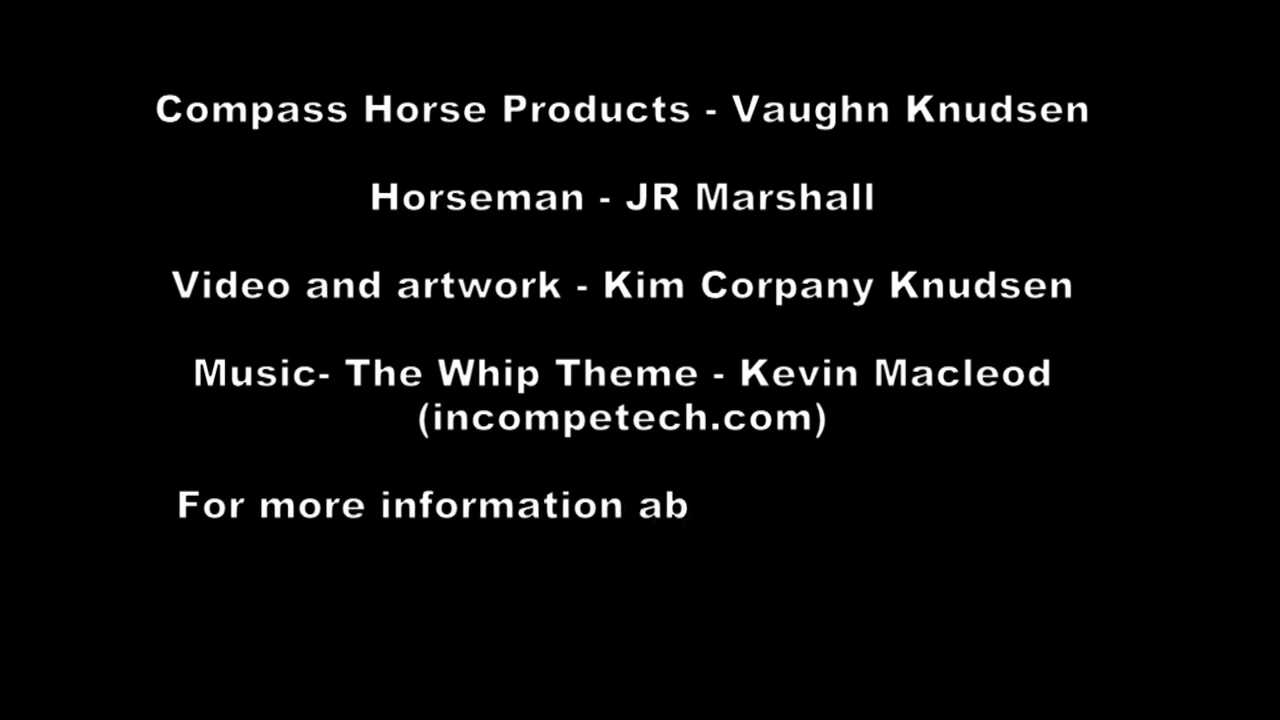 Compass Horse Products - Vaughn Knudsen
Horseman - JR Marshall
Video and artwork - Kim Corpany Knudsen
Music- The Whip Theme - Kevin Macleod
(incompetech.com)
For more information ab